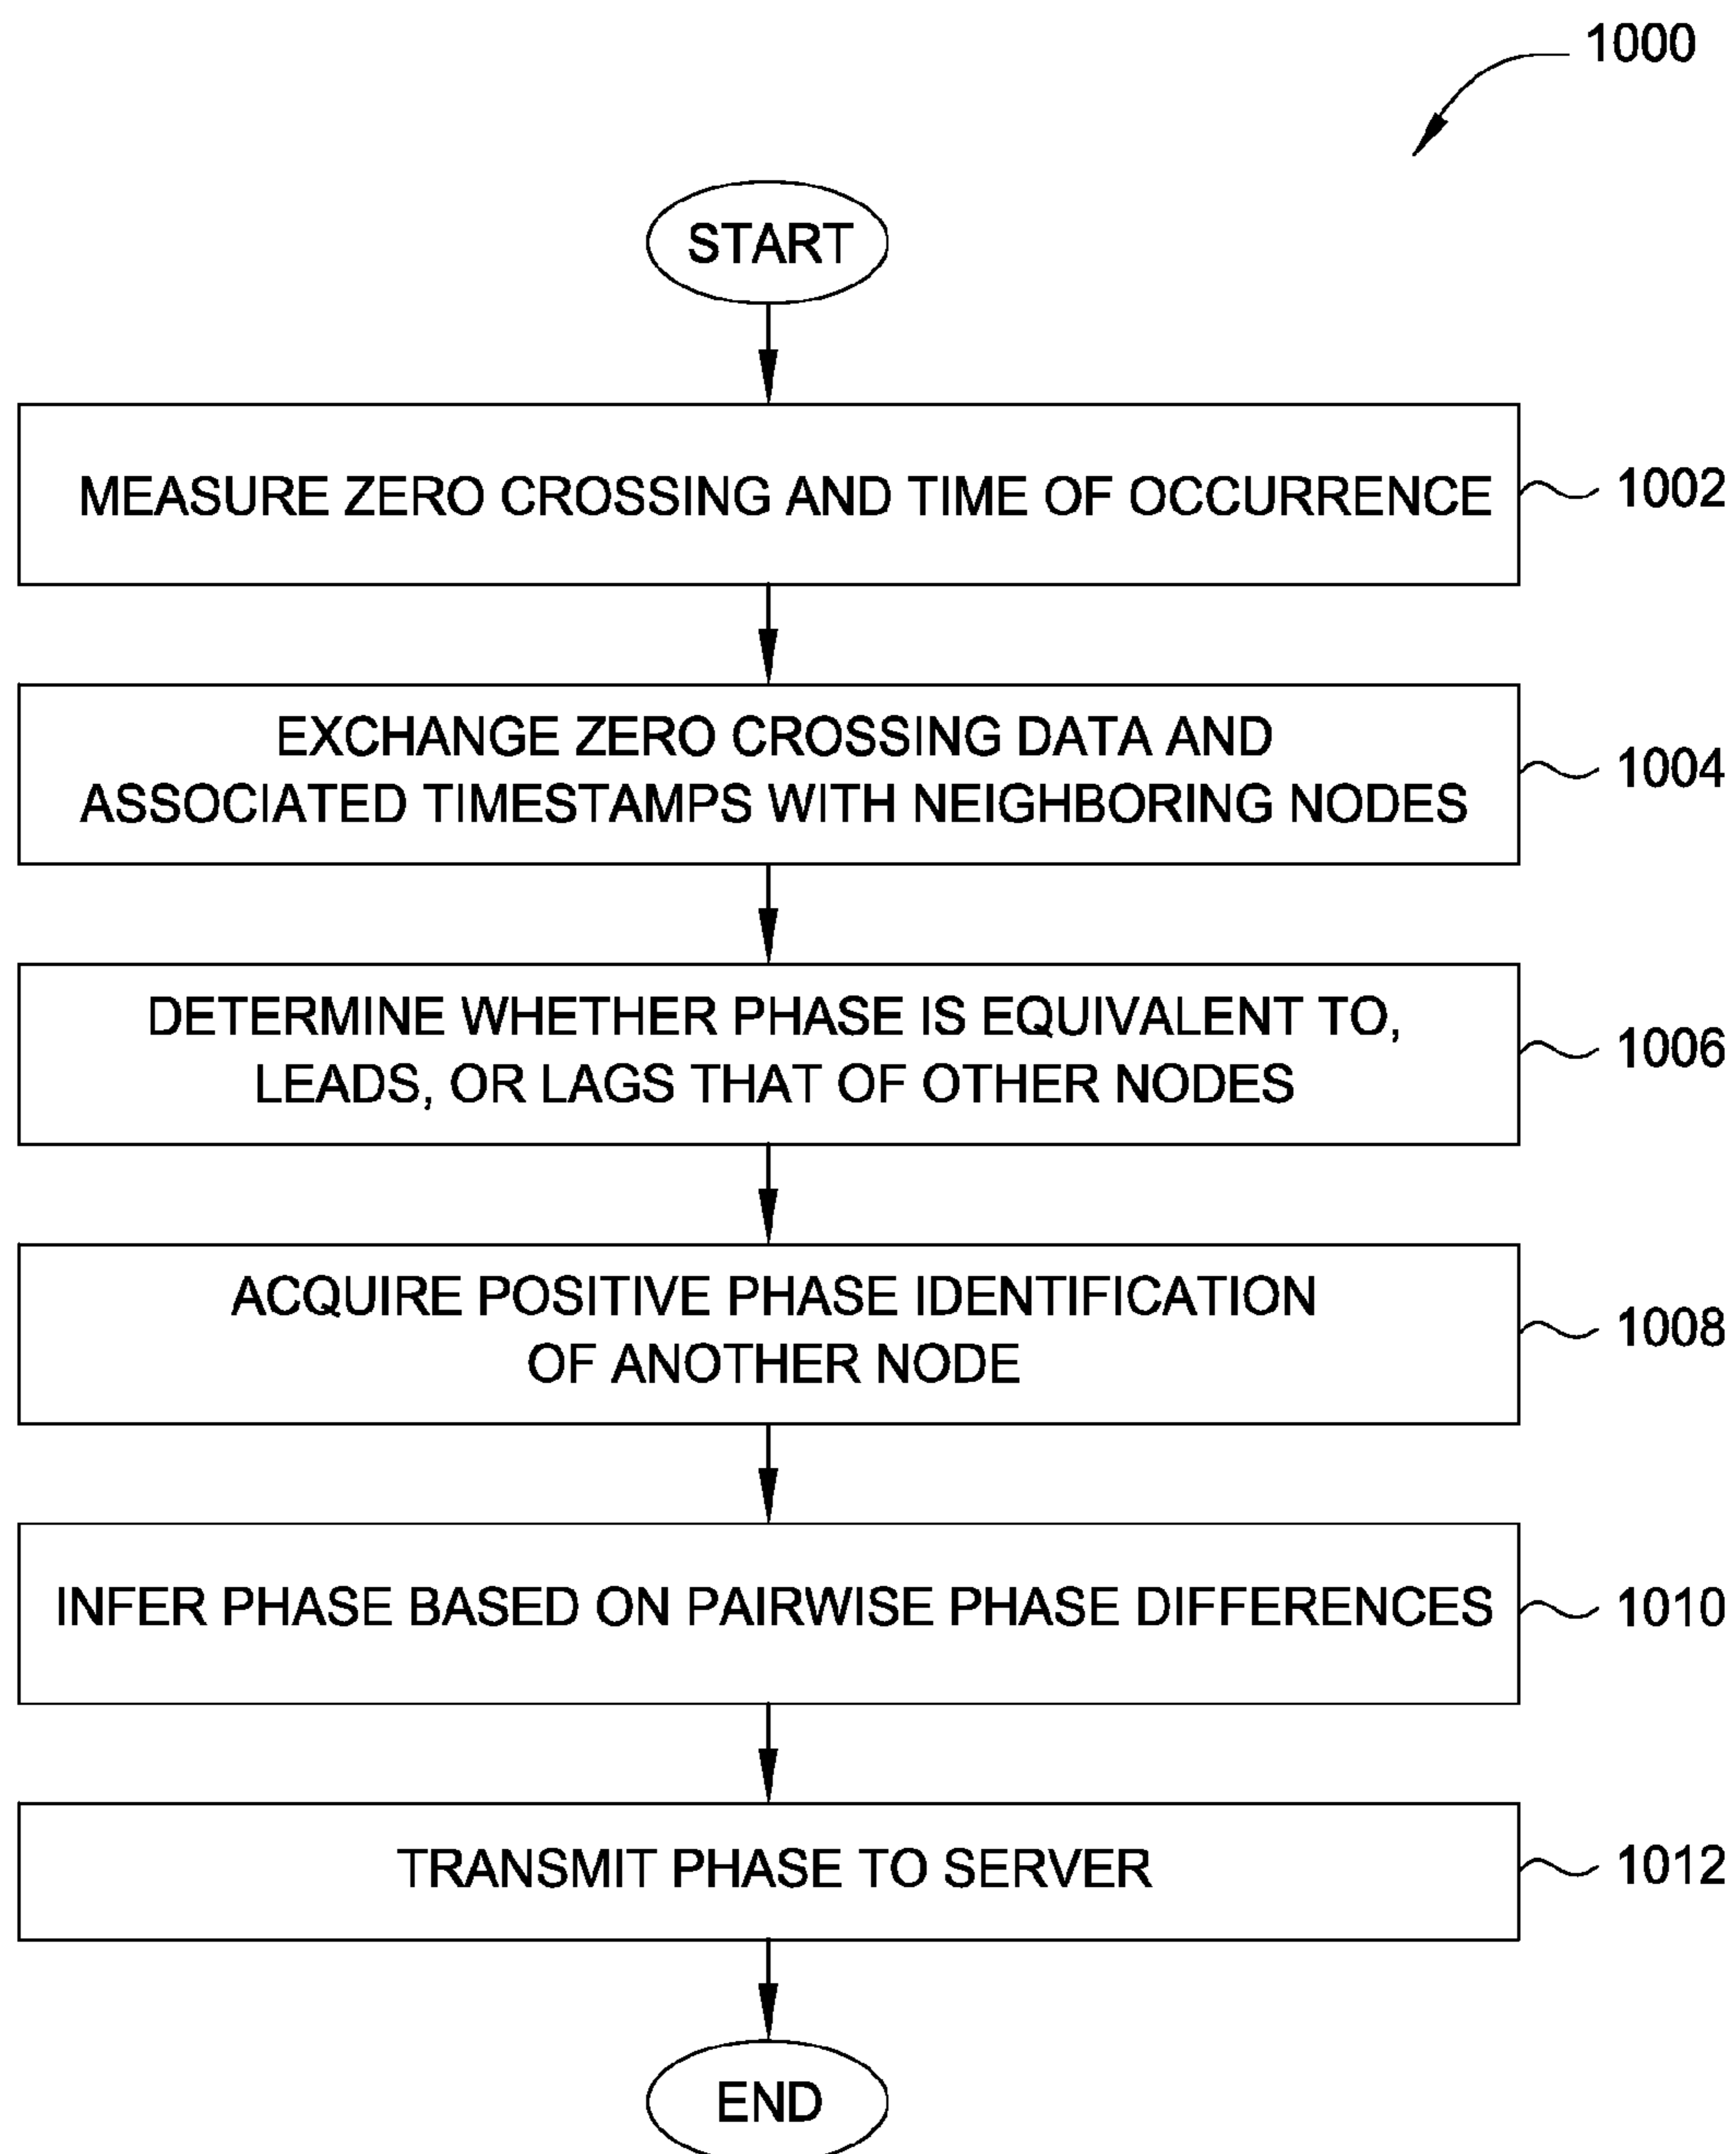 1000
START
MEASURE ZERO CROSSING AND TIME OF OCCURRENCE
1002
EXCHANGE ZERO CROSSING DATA AND
ASSOCIATED TIMESTAMPS WITH NEIGHBORING NODES
1004
DETERMINE WHETHER PHASE IS EQUIVALENT TO,
LEADS, OR LAGS THAT OF OTHER NODES
1006
ACQUIRE POSITIVE PHASE IDENTIFICATION
OF ANOTHER NODE
1008
INFER PHASE BASED ON PAIRWISE PHASE DIFFERENCES
1010
TRANSMIT PHASE TO SERVER
1012
END